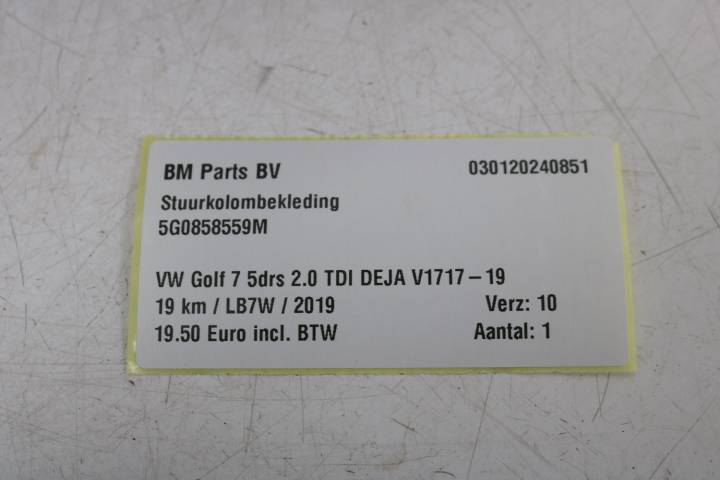 BM Parts BV 030120240851
Stuurkolombekleding
5G0858559M
VW Golf 7 5drs 2.0 TDI DEJA V1717-19
19 km / LB7W / 2019 Verz: 10
19.50 Euro incl. BTW Aantal: 1